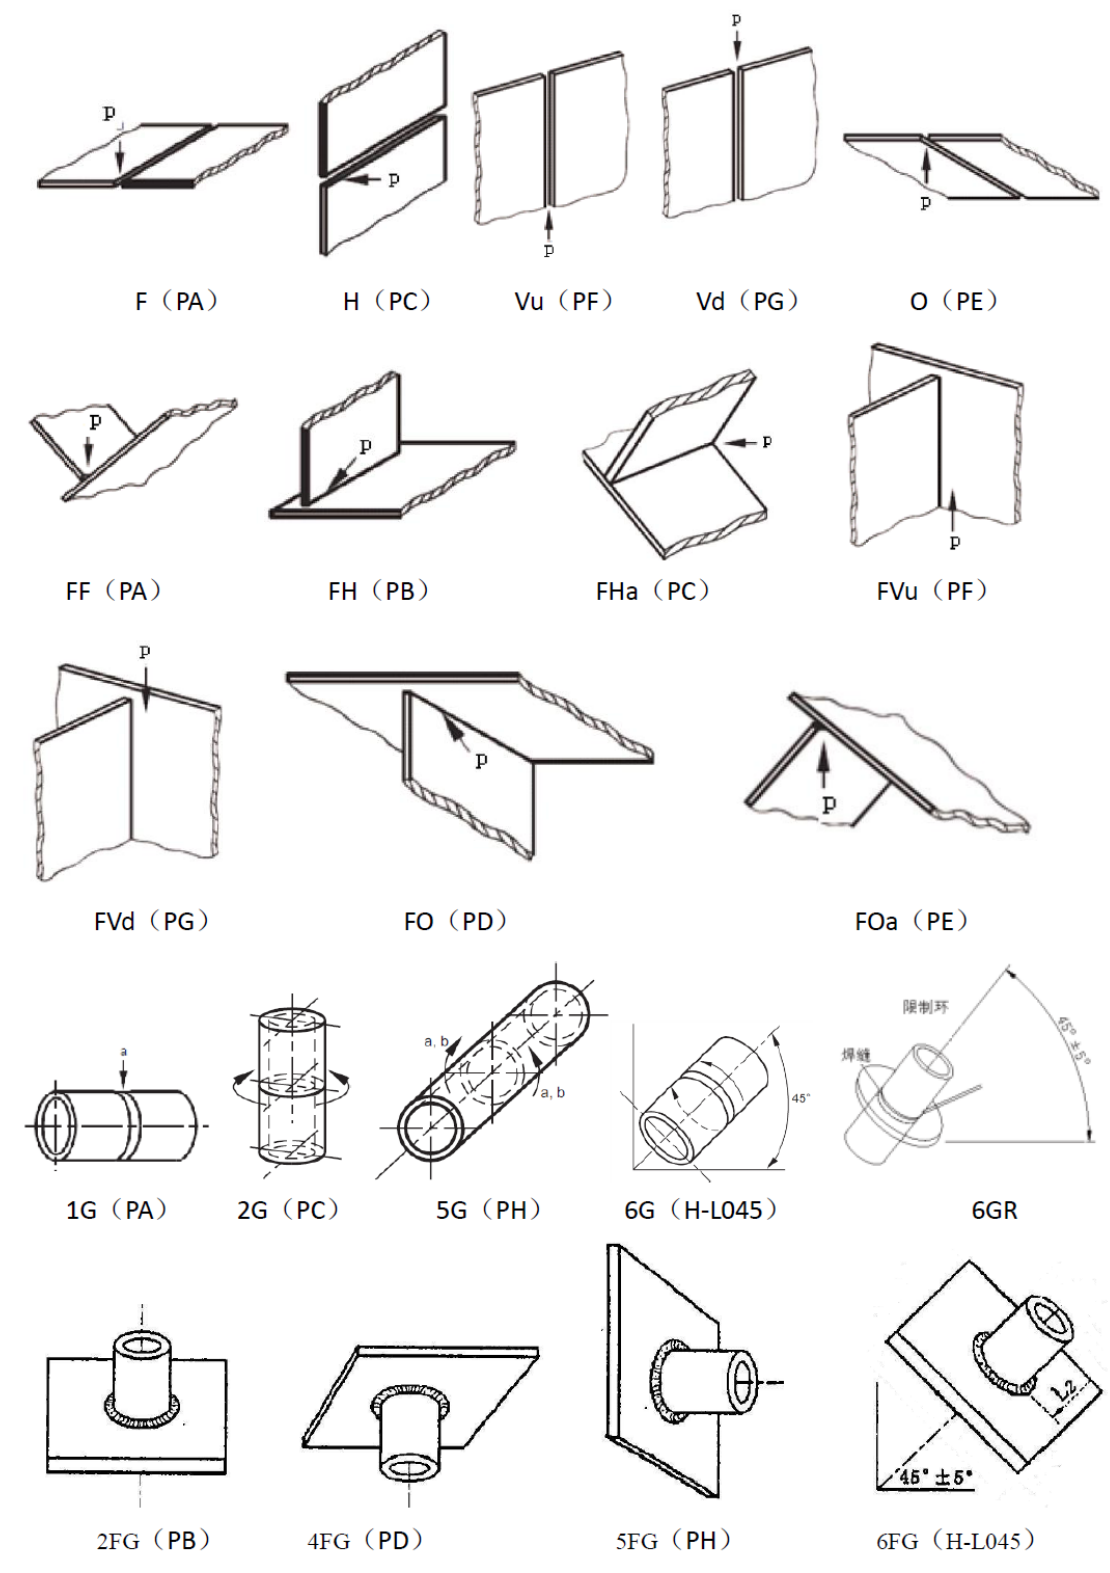 P
P
P
P
P
F（PA） H（PC） Vu（PF） Vd（PG） O（PE）
P
P
P
P
FF（PA） FH（PB） FHa（PC） FVu（PF）
P
P
P
FVd（PG） FO（PD） FOa（PE）
a
a, b
a, b
45°
限制环
焊缝
45°±5°
1G（PA） 2G（PC） 5G（PH） 6G（H-L045） 6GR
L2
45°±5°
2FG（PB） 4FG（PD） 5FG（PH） 6FG（H-L045）